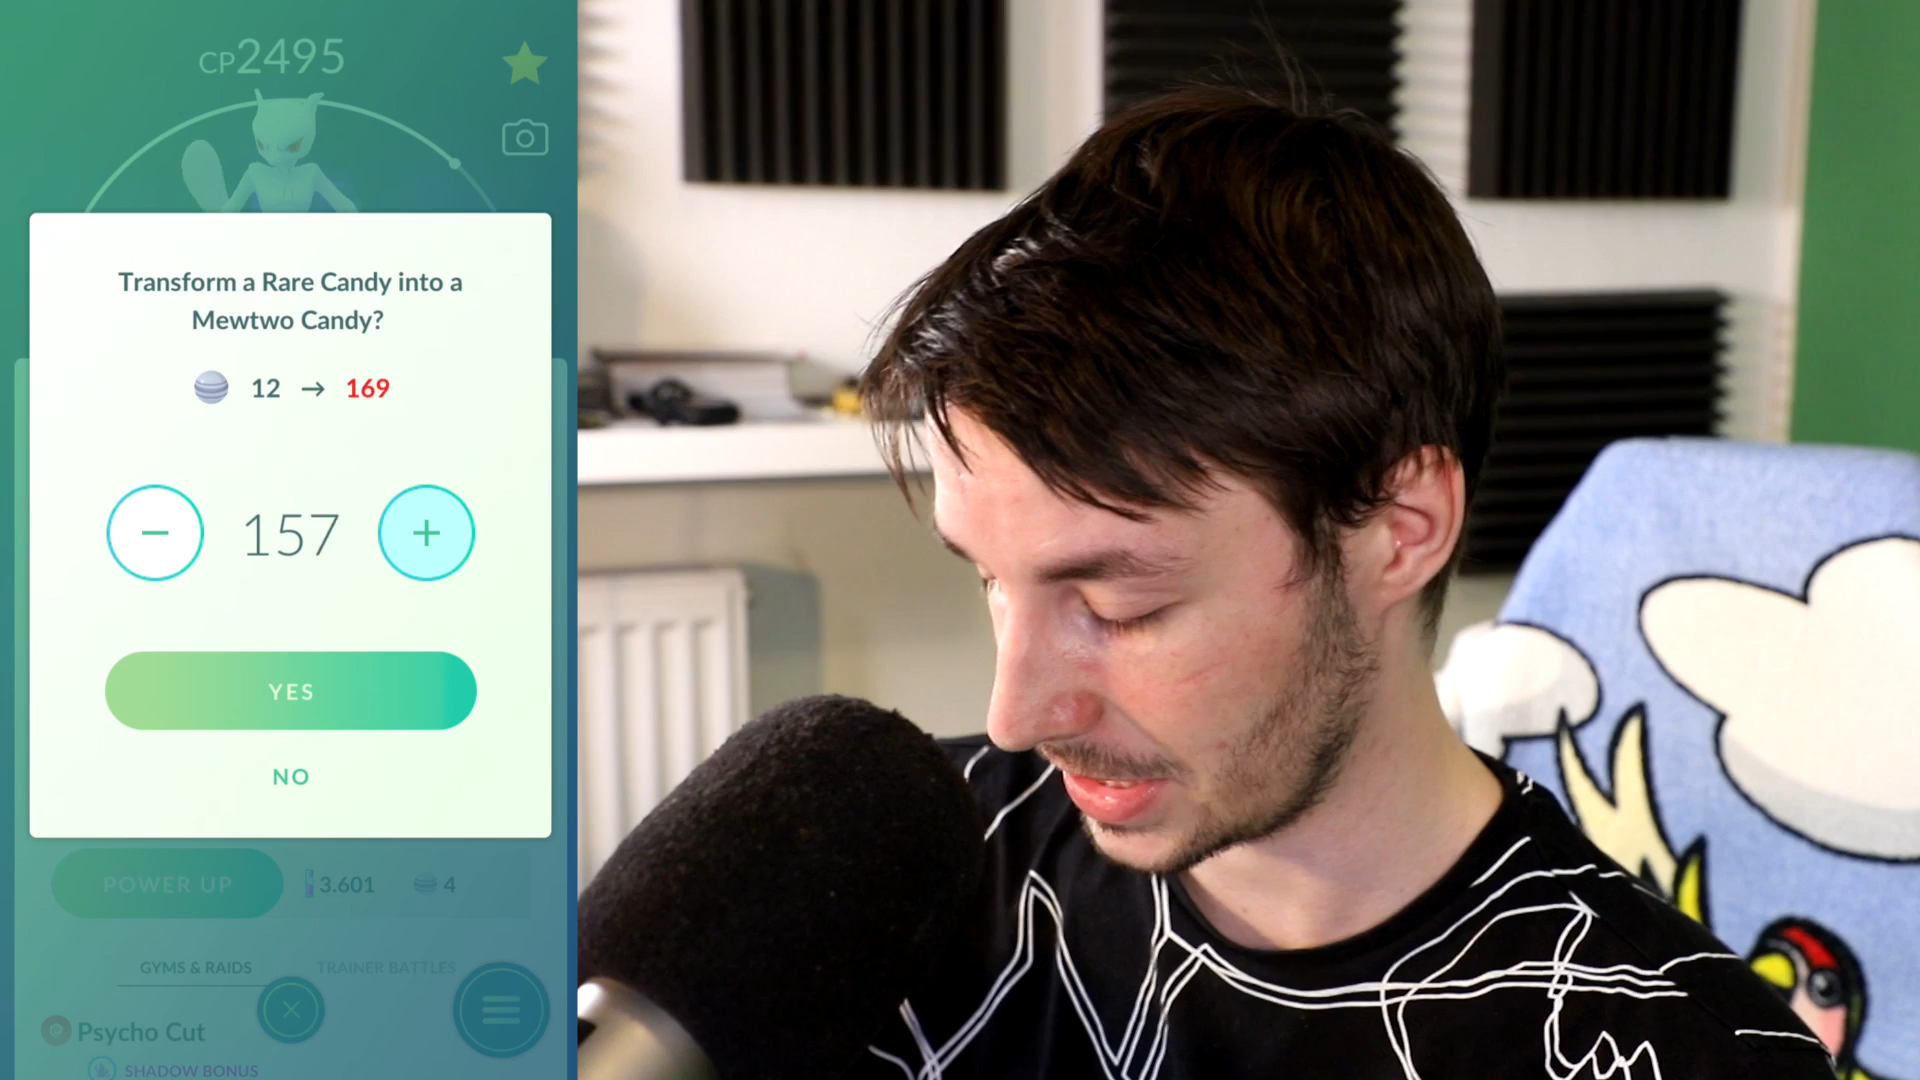 CP2495
Transform a Rare Candy into a
Mewtwo Candy?
12 → 169
− 157 +
YES
NO
POWER UP 3.601 4
GYMS & RAIDS TRAINER BATTLES
Psycho Cut
SHADOW BONUS